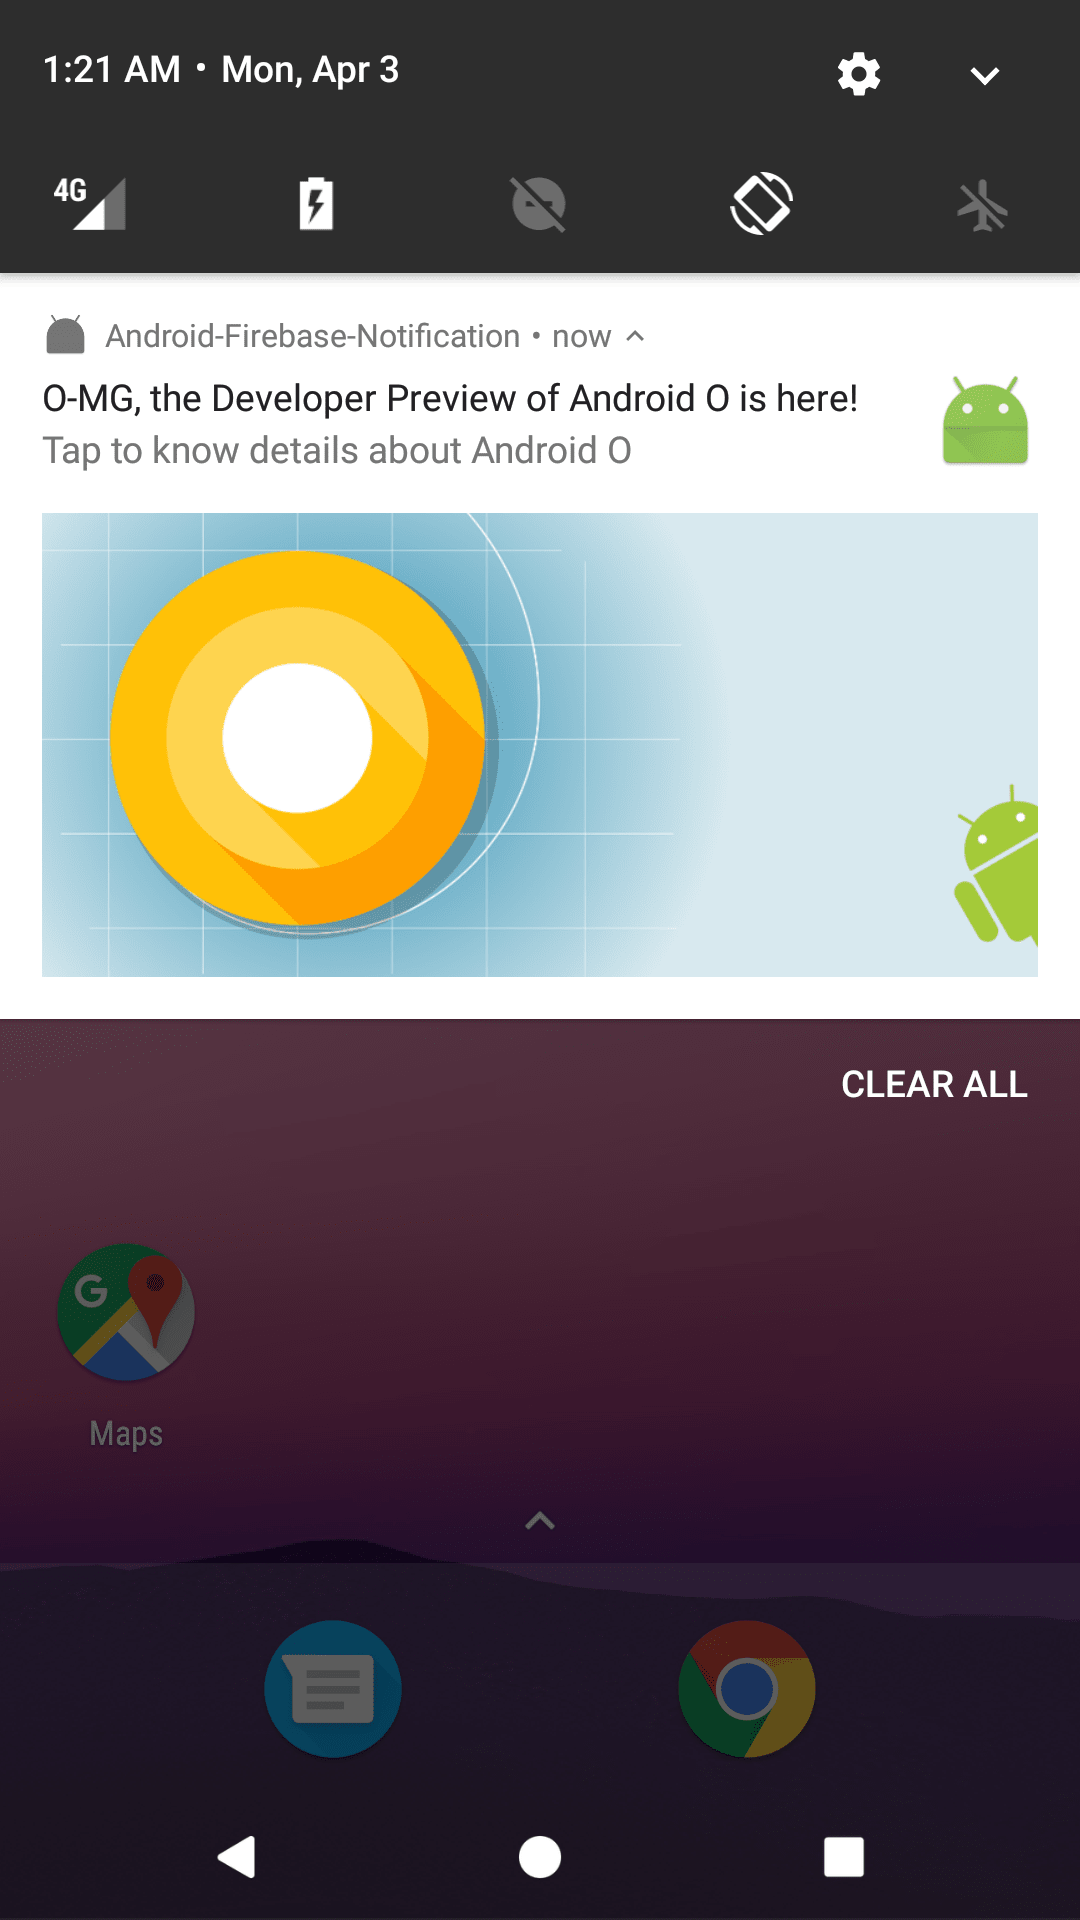 1:21 AM • Mon, Apr 3
4G
Android-Firebase-Notification • now
O-MG, the Developer Preview of Android O is here!
Tap to know details about Android O
CLEAR ALL
G
Maps